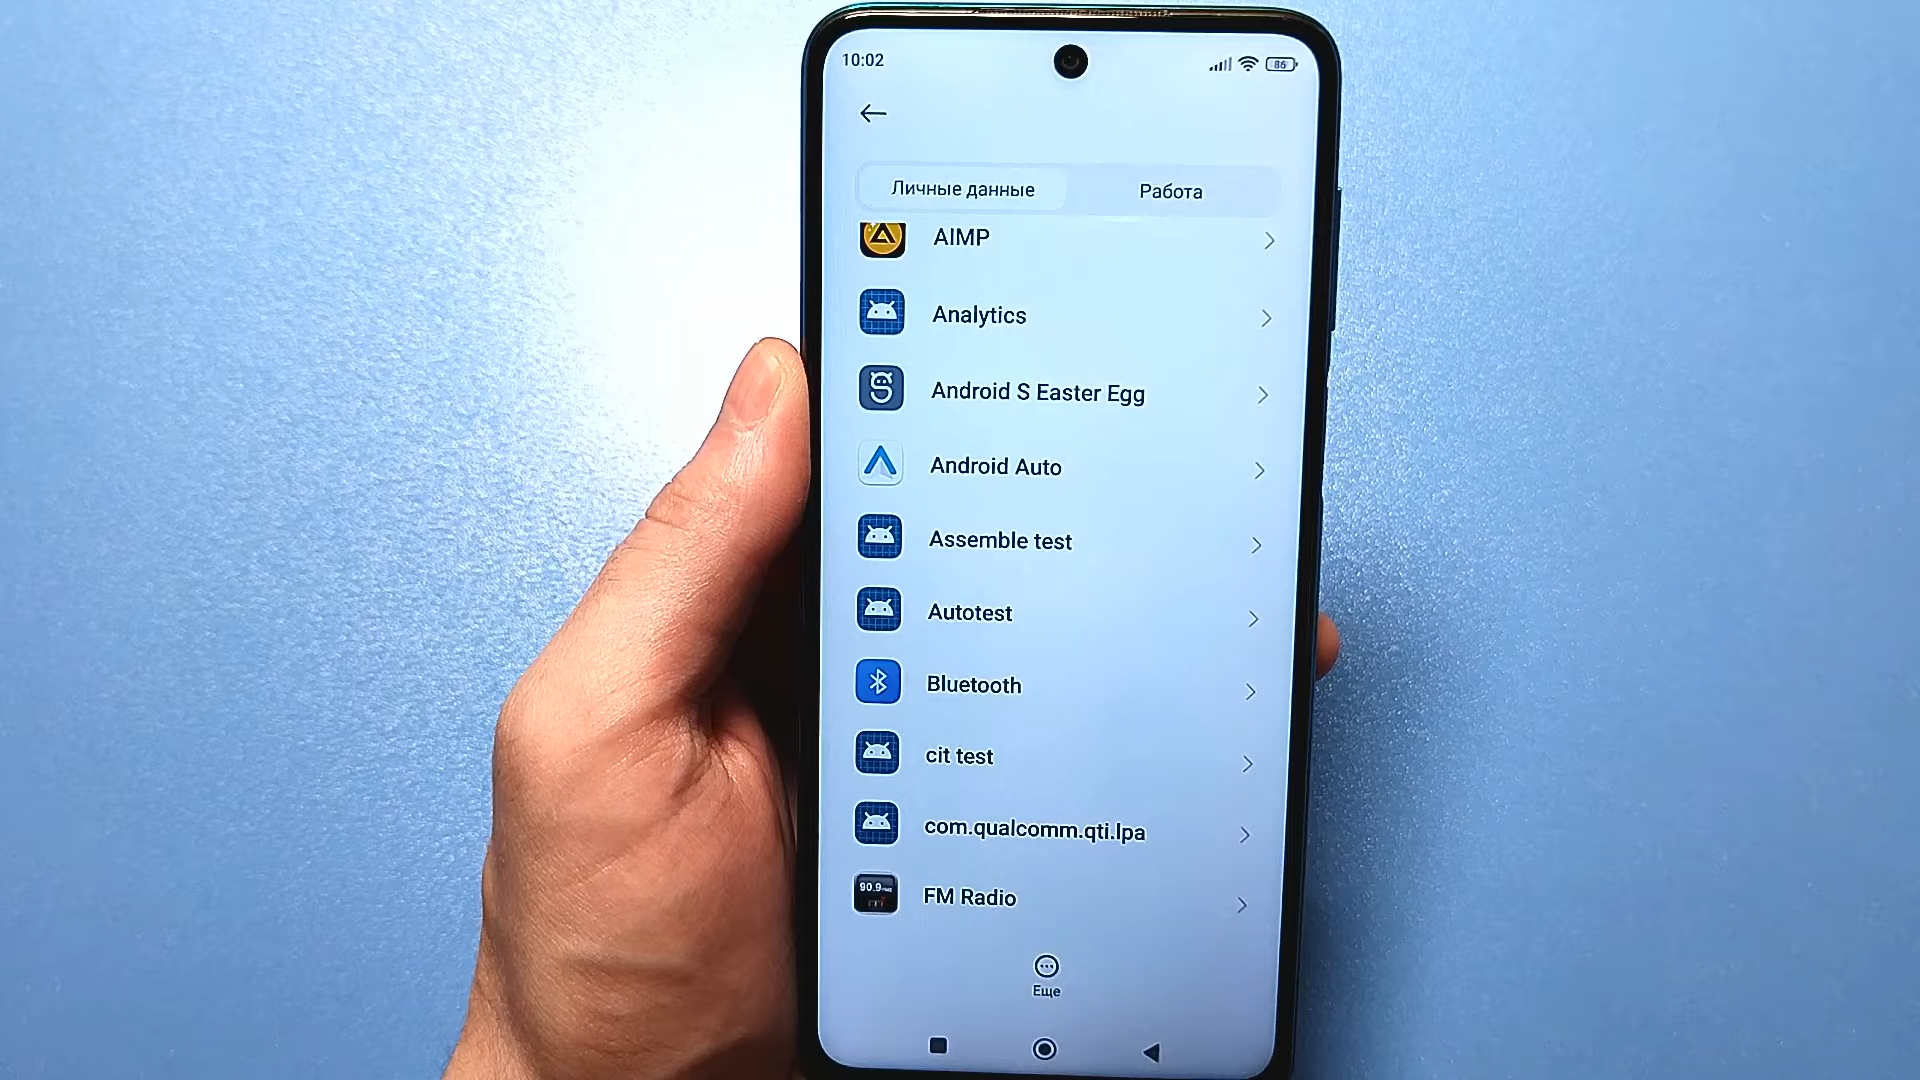 10:02
86
Личные данные
Работа
AIMP
Analytics
Android S Easter Egg
Android Auto
Assemble test
Autotest
Bluetooth
cit test
com.qualcomm.qti.lpa
90.9
FM Radio
Еще